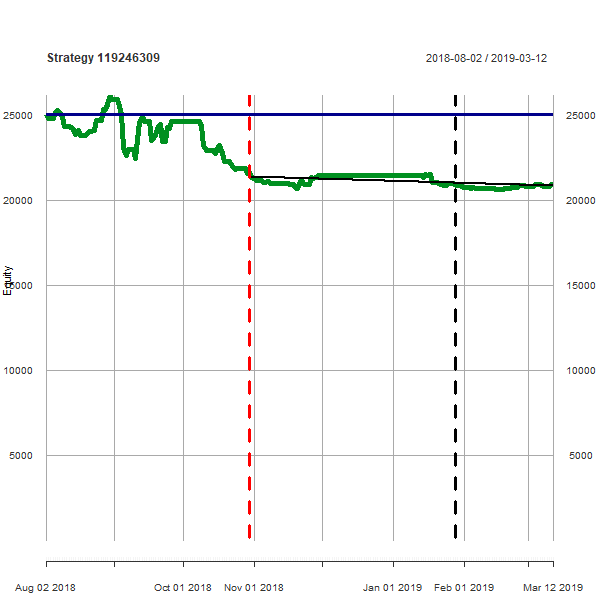 Strategy 119246309
2018-08-02 / 2019-03-12
25000
25000
20000
20000
Equity
15000
15000
10000
10000
5000
5000
Aug 02 2018
Oct 01 2018
Nov 01 2018
Jan 01 2019
Feb 01 2019
Mar 12 2019